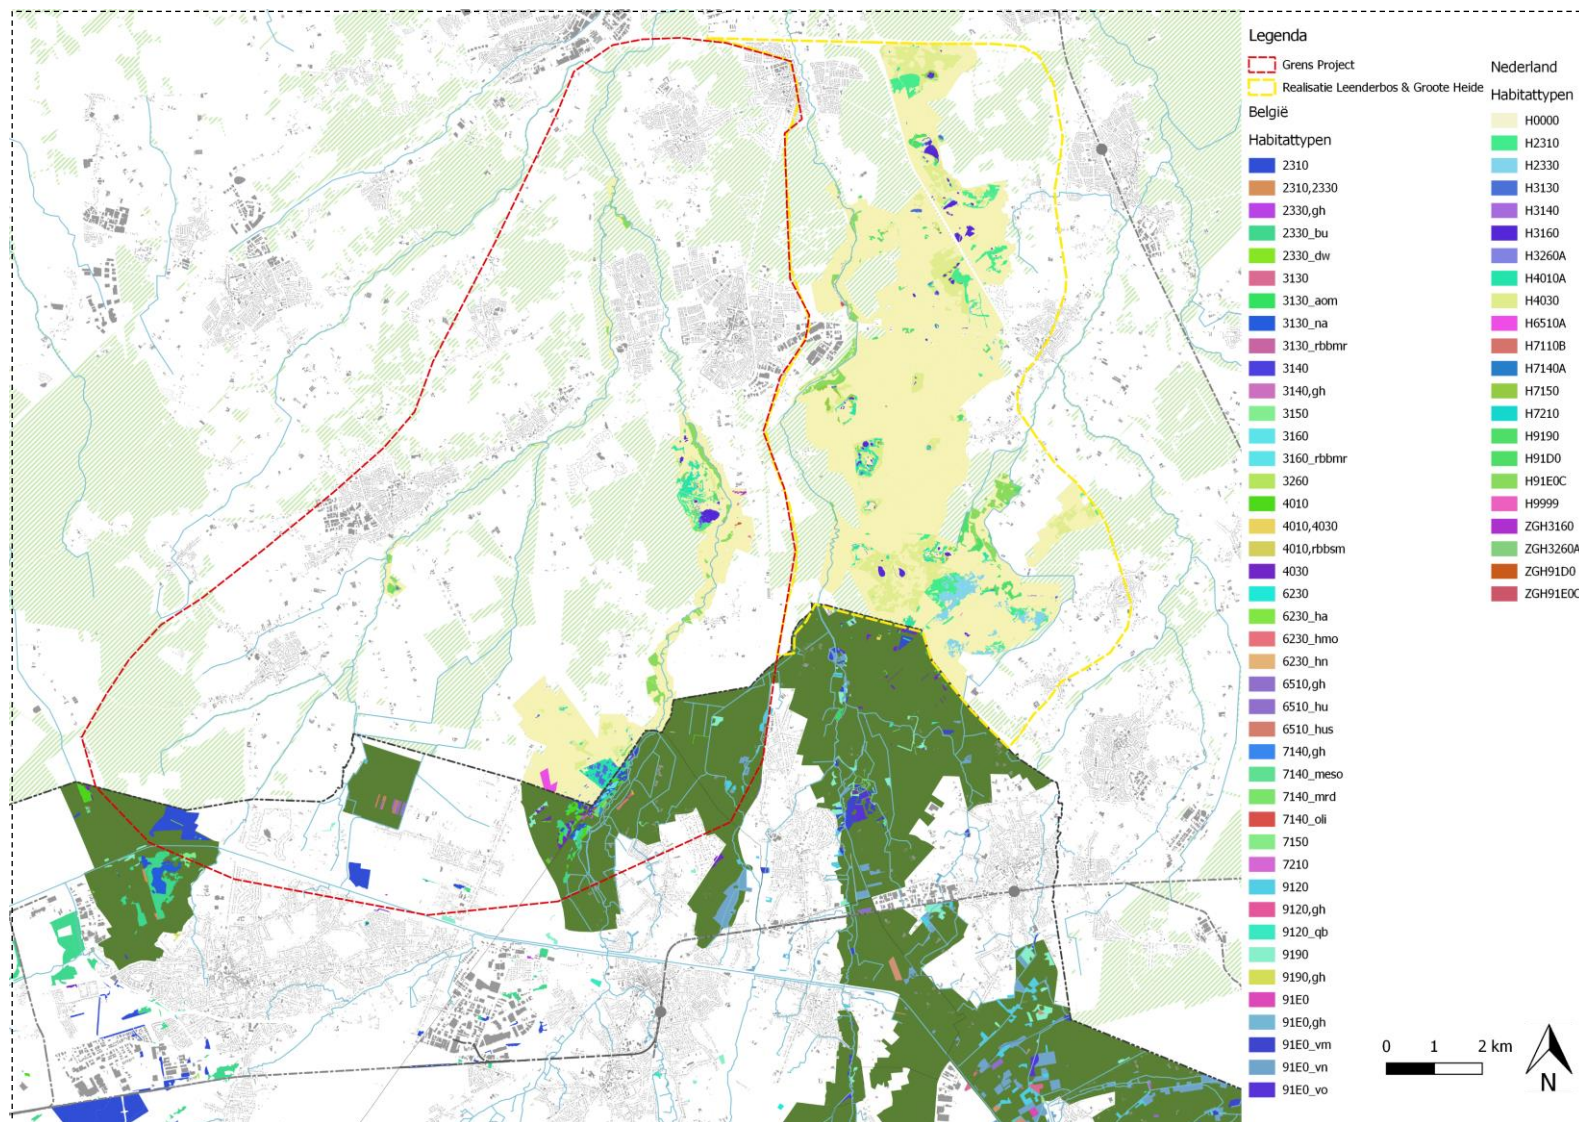 Legenda
Grens Project
Realisatie Leenderbos & Groote Heide
België
Habitattypen
2310
2310,2330
2330,gh
2330_bu
2330_dw
3130
3130_aom
3130_na
3130_rbbmr
3140
3140,gh
3150
3160
3160_rbbmr
3260
4010
4010,4030
4010,rbbsm
4030
6230
6230_ha
6230_hmo
6230_hn
6510,gh
6510_hu
6510_hus
7140,gh
7140_meso
7140_mrd
7140_oli
7150
7210
9120
9120,gh
9120_qb
9190
9190,gh
91E0
91E0,gh
91E0_vm
91E0_vn
91E0_vo
Nederland
Habitattypen
H0000
H2310
H2330
H3130
H3140
H3160
H3260A
H4010A
H4030
H6510A
H7110B
H7140A
H7150
H7210
H9190
H91D0
H91E0C
H9999
ZGH3160
ZGH3260A
ZGH91D0
ZGH91E0C
0 1 2 km
N